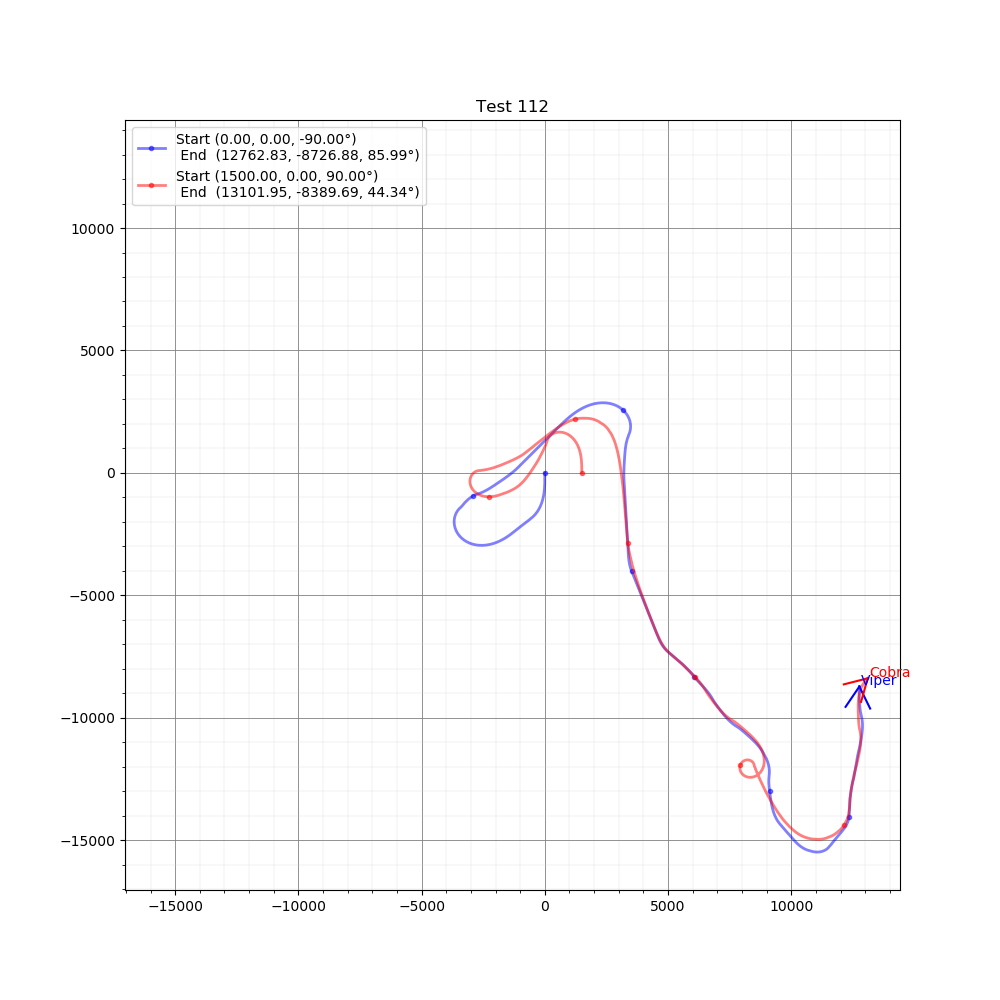 Test 112
Start (0.00, 0.00, -90.00°)
End  (12762.83, -8726.88, 85.99°)
Start (1500.00, 0.00, 90.00°)
End  (13101.95, -8389.69, 44.34°)
10000
5000
0
−5000
−10000
−15000
Cobra
Viper
−15000 −10000 −5000 0 5000 10000